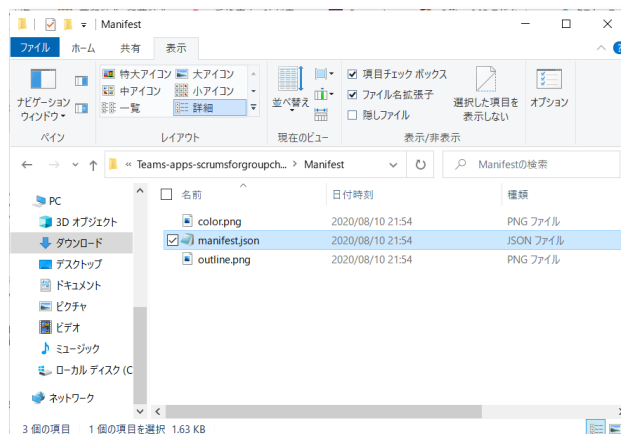 Manifest
ファイル ホーム 共有 表示
特大アイコン 大アイコン
中アイコン 小アイコン
一覧 詳細
ナビゲーション
ウィンドウ
並べ替え
項目チェック ボックス
ファイル名拡張子
隠しファイル
選択した項目を
表示しない
オプション
ペイン レイアウト 現在のビュー 表示/非表示
« Teams-apps-scrumsforgroupch... > Manifest
Manifestの検索
PC
3D オブジェクト
ダウンロード
デスクトップ
ドキュメント
ピクチャ
ビデオ
ミュージック
ローカル ディスク (C
ネットワーク
名前 日付時刻 種類
color.png 2020/08/10 21:54 PNG ファイル
manifest.json 2020/08/10 21:54 JSON ファイル
outline.png 2020/08/10 21:54 PNG ファイル
3 個の項目 1 個の項目を選択 1.63 KB